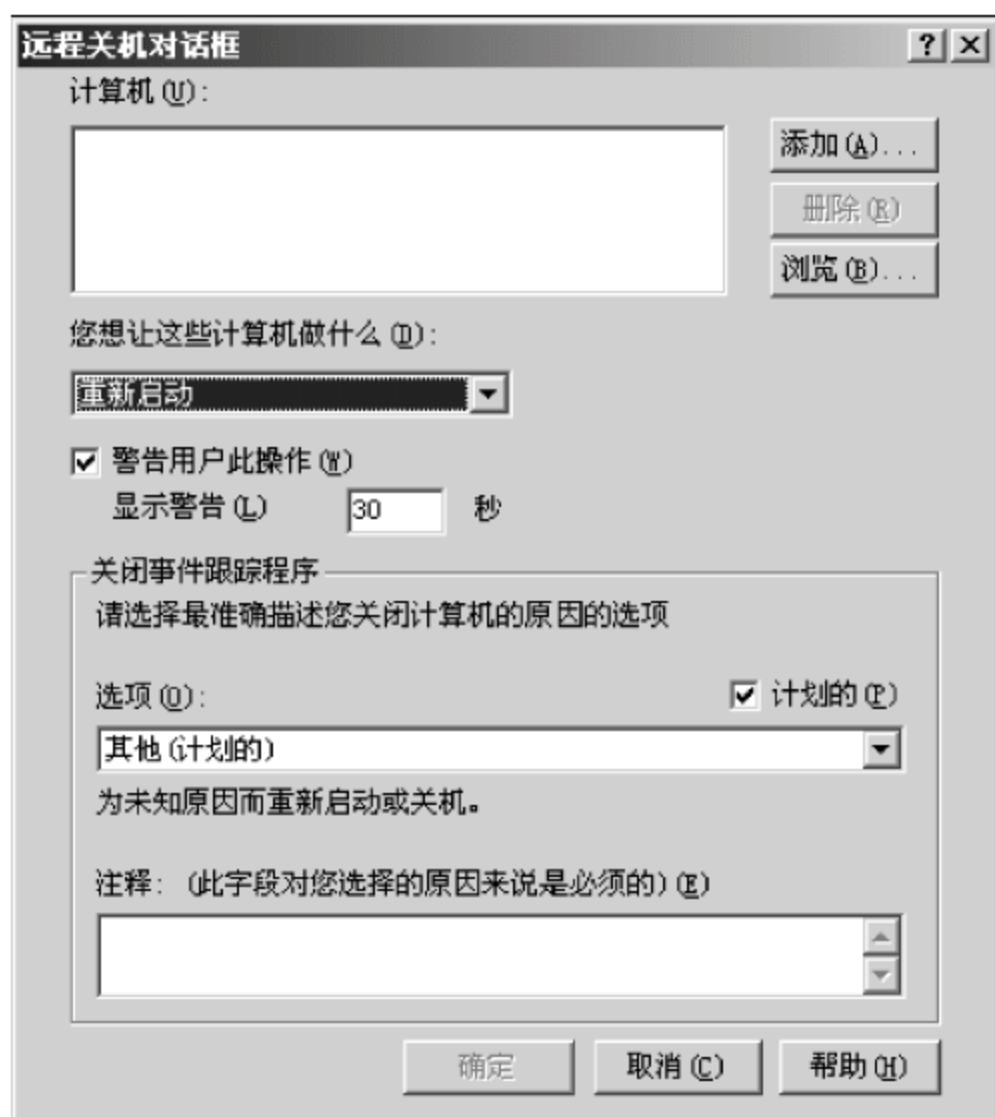 远程关机对话框
计算机(U):
添加(A)...
删除(R)
浏览(B)...
您想让这些计算机做什么(D):
重新启动
警告用户此操作(W)
显示警告(L) 30 秒
关闭事件跟踪程序
请选择最准确描述您关闭计算机的原因的选项
选项(O): 计划的(P)
其他(计划的)
为未知原因而重新启动或关机。
注释: (此字段对您选择的原因来说是必须的)(E)
确定 取消(C) 帮助(H)